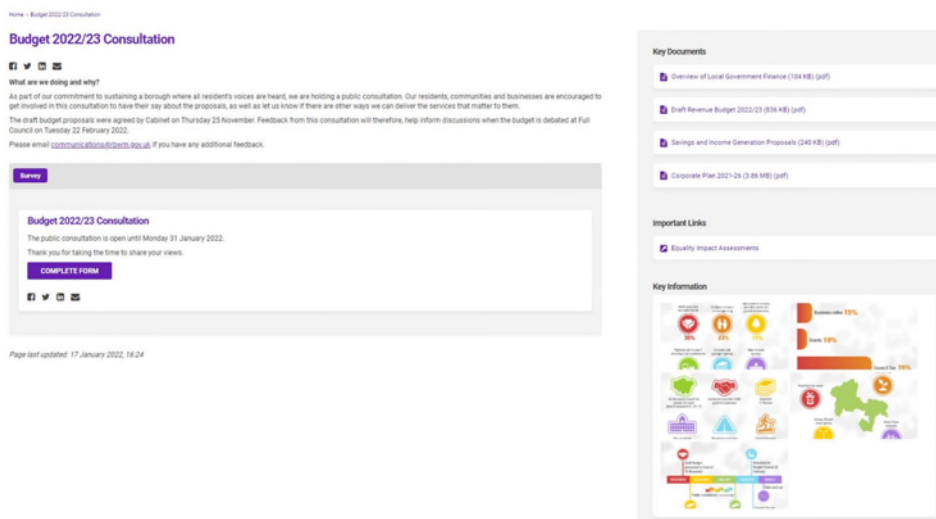 Home » Budget 2022/23 Consultation
Budget 2022/23 Consultation
What are we doing and why?
As part of our commitment to sustaining a borough where all resident's voices are heard, we are holding a public consultation. Our residents, communities and businesses are encouraged to
get involved in this consultation to have their say about the proposals, as well as let us know if there are other ways we can deliver the services that matter to them.
The draft budget proposals were agreed by Cabinet on Thursday 25 November. Feedback from this consultation will therefore, help inform discussions when the budget is debated at Full
Council on Tuesday 22 February 2022.
Please email communications@rbwm.gov.uk if you have any additional feedback.
Survey
Budget 2022/23 Consultation
The public consultation is open until Monday 31 January 2022.
Thank you for taking the time to share your views.
COMPLETE FORM
Page last updated: 17 January 2022, 16:24
Key Documents
Overview of Local Government Finance (104 KB) (pdf)
Draft Revenue Budget 2022/23 (836 KB) (pdf)
Savings and Income Generation Proposals (240 KB) (pdf)
Corporate Plan 2021-26 (3.86 MB) (pdf)
Important Links
Equality Impact Assessments
Key Information
Business rates 15%
Grants 18%
Council Tax 19%